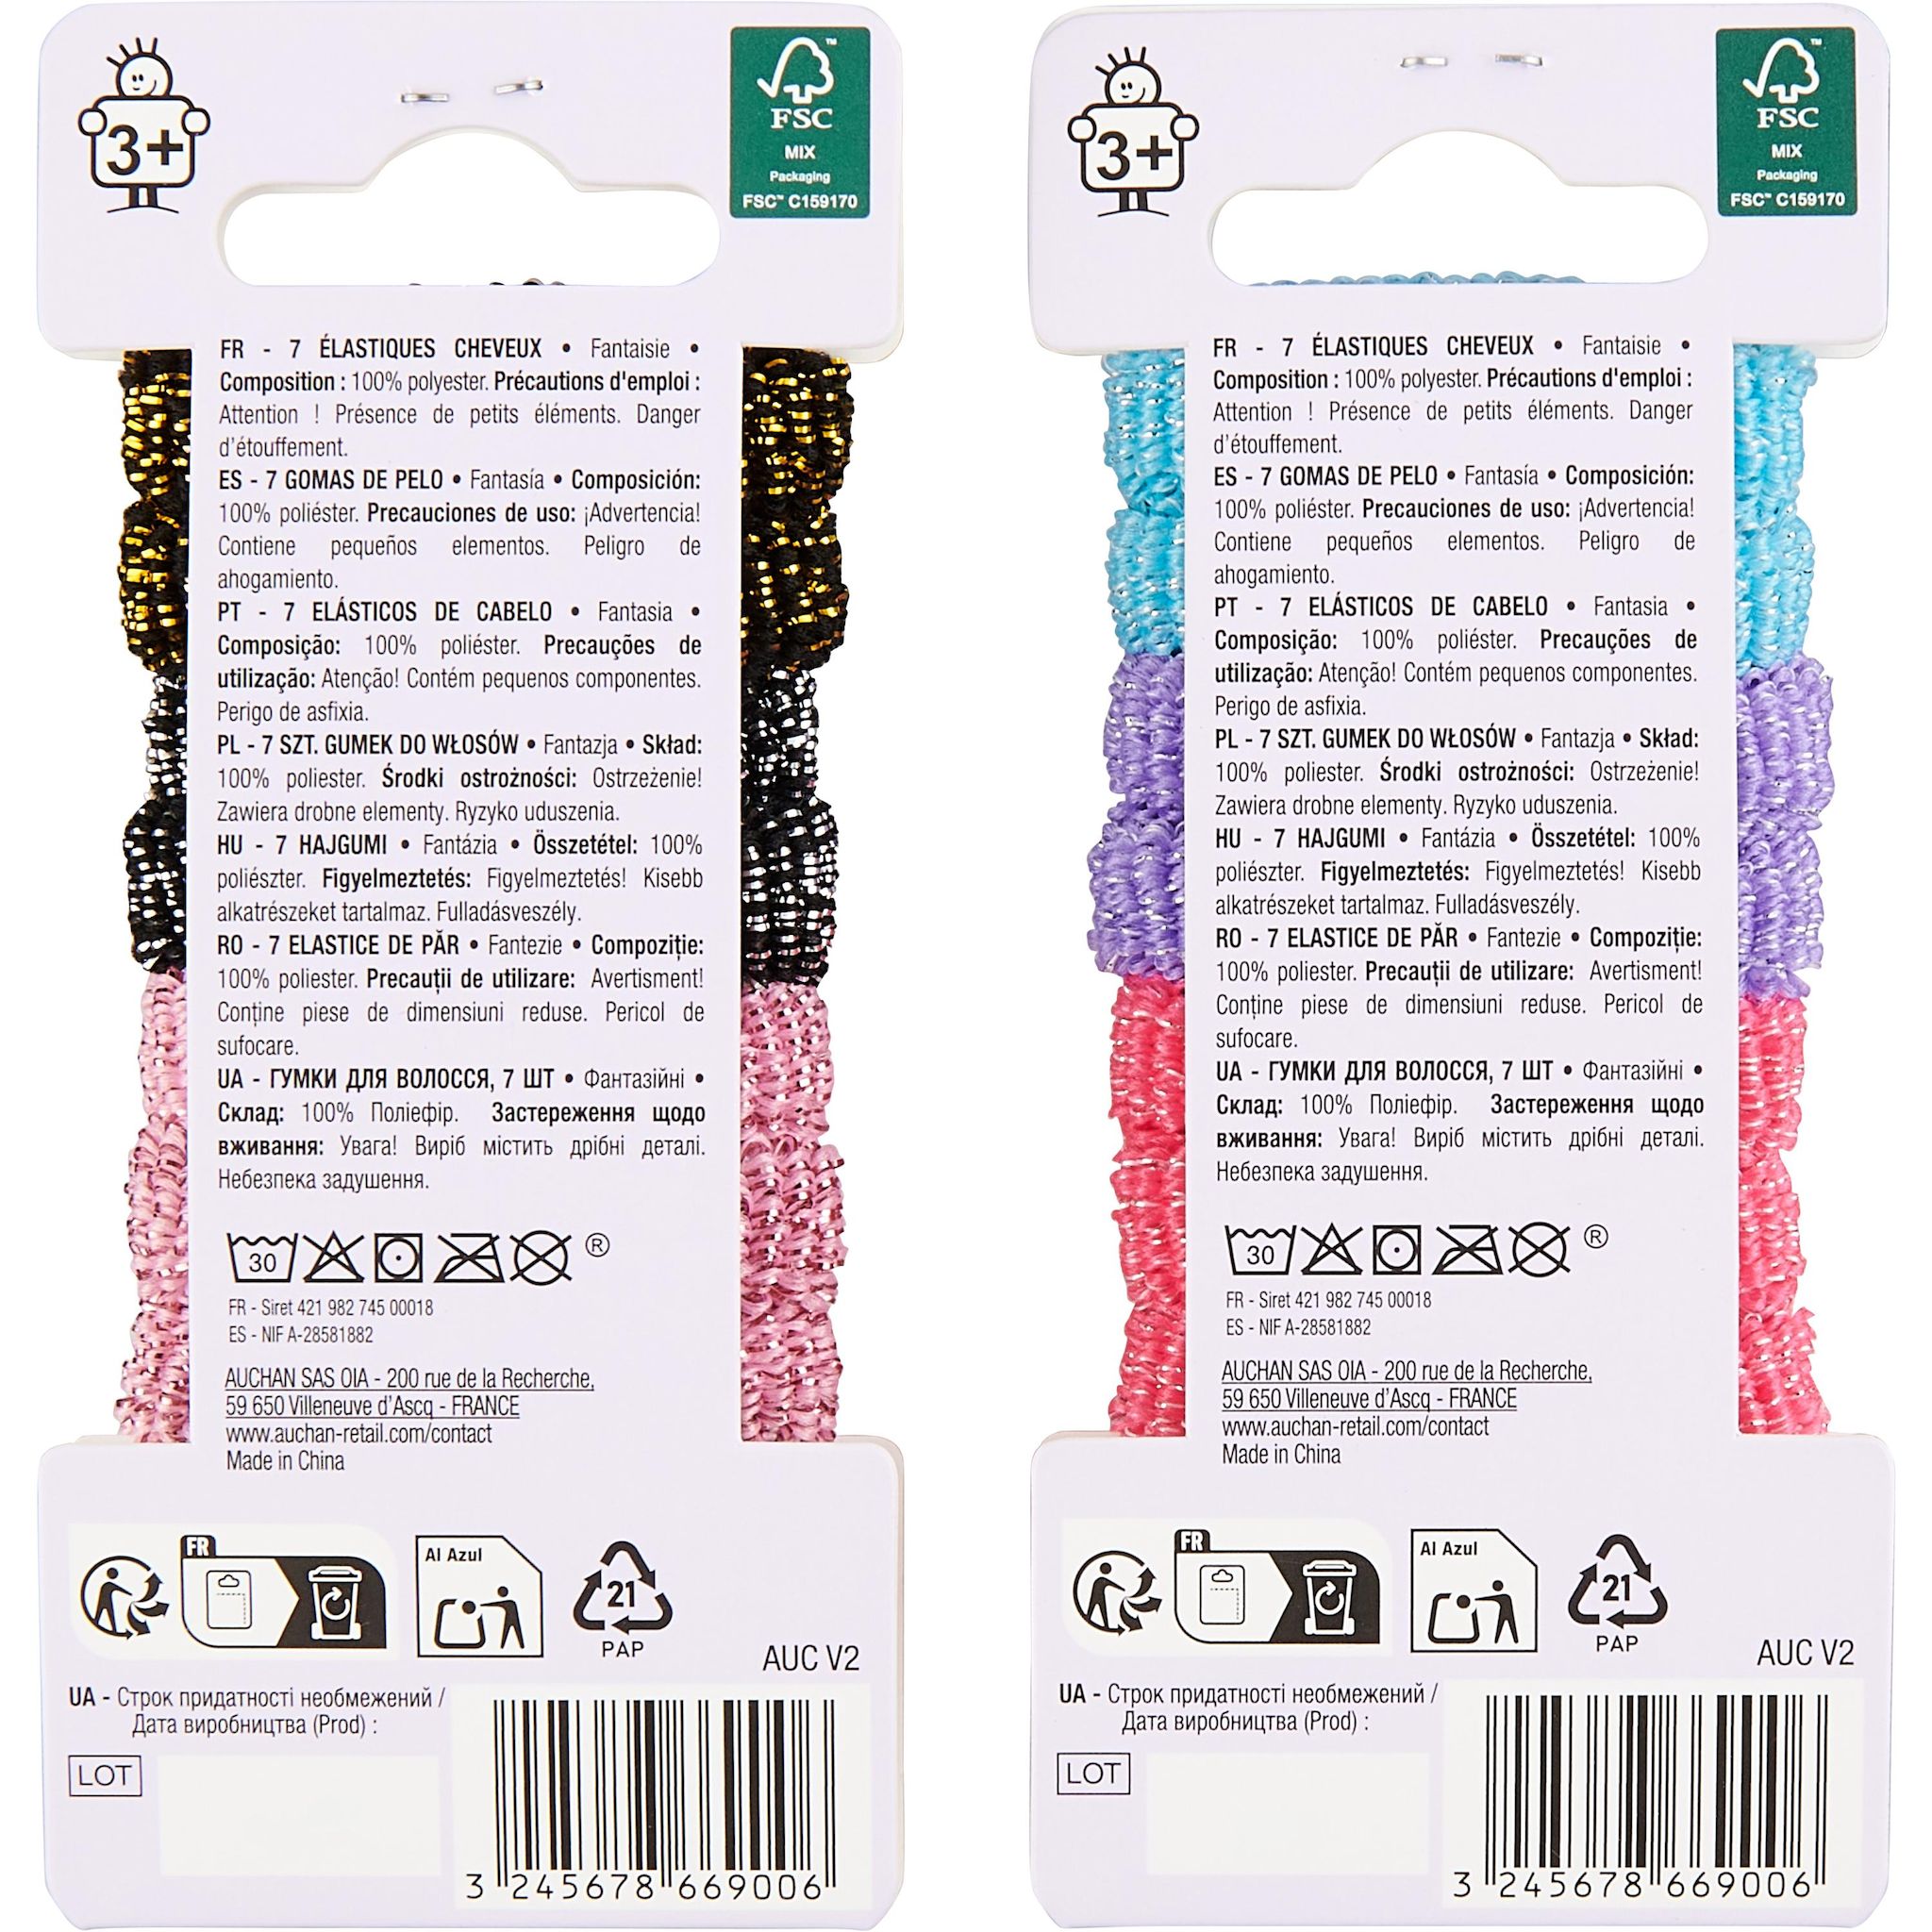 3+
FSC™
MIX
Packaging
FSC™ C159170
FR - 7 ÉLASTIQUES CHEVEUX • Fantaisie •
Composition : 100% polyester. Précautions d'emploi :
Attention ! Présence de petits éléments. Danger
d'étouffement.
ES - 7 GOMAS DE PELO • Fantasía • Composición:
100% poliéster. Precauciones de uso: ¡Advertencia!
Contiene pequeños elementos. Peligro de
ahogamiento.
PT - 7 ELÁSTICOS DE CABELO • Fantasia •
Composição: 100% poliéster. Precauções de
utilização: Atenção! Contém pequenos componentes.
Perigo de asfixia.
PL - 7 SZT. GUMEK DO WŁOSÓW • Fantazja • Skład:
100% poliester. Środki ostrożności: Ostrzeżenie!
Zawiera drobne elementy. Ryzyko uduszenia.
HU - 7 HAJGUMI • Fantázia • Összetétel: 100%
poliészter. Figyelmeztetés: Figyelmeztetés! Kisebb
alkatrészeket tartalmaz. Fulladásveszély.
RO - 7 ELASTICE DE PĂR • Fantezie • Compoziție:
100% poliester. Precauții de utilizare: Avertisment!
Conține piese de dimensiuni reduse. Pericol de
sufocare.
UA - ГУМКИ ДЛЯ ВОЛОССЯ, 7 ШТ • Фантазійні •
Склад: 100% Поліефір. Застереження щодо
вживання: Увага! Виріб містить дрібні деталі.
Небезпека задушення.
30 ®
FR - Siret 421 982 745 00018
ES - NIF A-28581882
AUCHAN SAS OIA - 200 rue de la Recherche,
59 650 Villeneuve d'Ascq - FRANCE
www.auchan-retail.com/contact
Made in China
FR
Al Azul
21
PAP
AUC V2
UA - Строк придатності необмежений /
Дата виробництва (Prod) :
LOT
3 245678 669006
3+
FSC™
MIX
Packaging
FSC™ C159170
FR - 7 ÉLASTIQUES CHEVEUX • Fantaisie •
Composition : 100% polyester. Précautions d'emploi :
Attention ! Présence de petits éléments. Danger
d'étouffement.
ES - 7 GOMAS DE PELO • Fantasía • Composición:
100% poliéster. Precauciones de uso: ¡Advertencia!
Contiene pequeños elementos. Peligro de
ahogamiento.
PT - 7 ELÁSTICOS DE CABELO • Fantasia •
Composição: 100% poliéster. Precauções de
utilização: Atenção! Contém pequenos componentes.
Perigo de asfixia.
PL - 7 SZT. GUMEK DO WŁOSÓW • Fantazja • Skład:
100% poliester. Środki ostrożności: Ostrzeżenie!
Zawiera drobne elementy. Ryzyko uduszenia.
HU - 7 HAJGUMI • Fantázia • Összetétel: 100%
poliészter. Figyelmeztetés: Figyelmeztetés! Kisebb
alkatrészeket tartalmaz. Fulladásveszély.
RO - 7 ELASTICE DE PĂR • Fantezie • Compoziție:
100% poliester. Precauții de utilizare: Avertisment!
Conține piese de dimensiuni reduse. Pericol de
sufocare.
UA - ГУМКИ ДЛЯ ВОЛОССЯ, 7 ШТ • Фантазійні •
Склад: 100% Поліефір. Застереження щодо
вживання: Увага! Виріб містить дрібні деталі.
Небезпека задушення.
30 ®
FR - Siret 421 982 745 00018
ES - NIF A-28581882
AUCHAN SAS OIA - 200 rue de la Recherche,
59 650 Villeneuve d'Ascq - FRANCE
www.auchan-retail.com/contact
Made in China
FR
Al Azul
21
PAP
AUC V2
UA - Строк придатності необмежений /
Дата виробництва (Prod) :
LOT
3 245678 669006